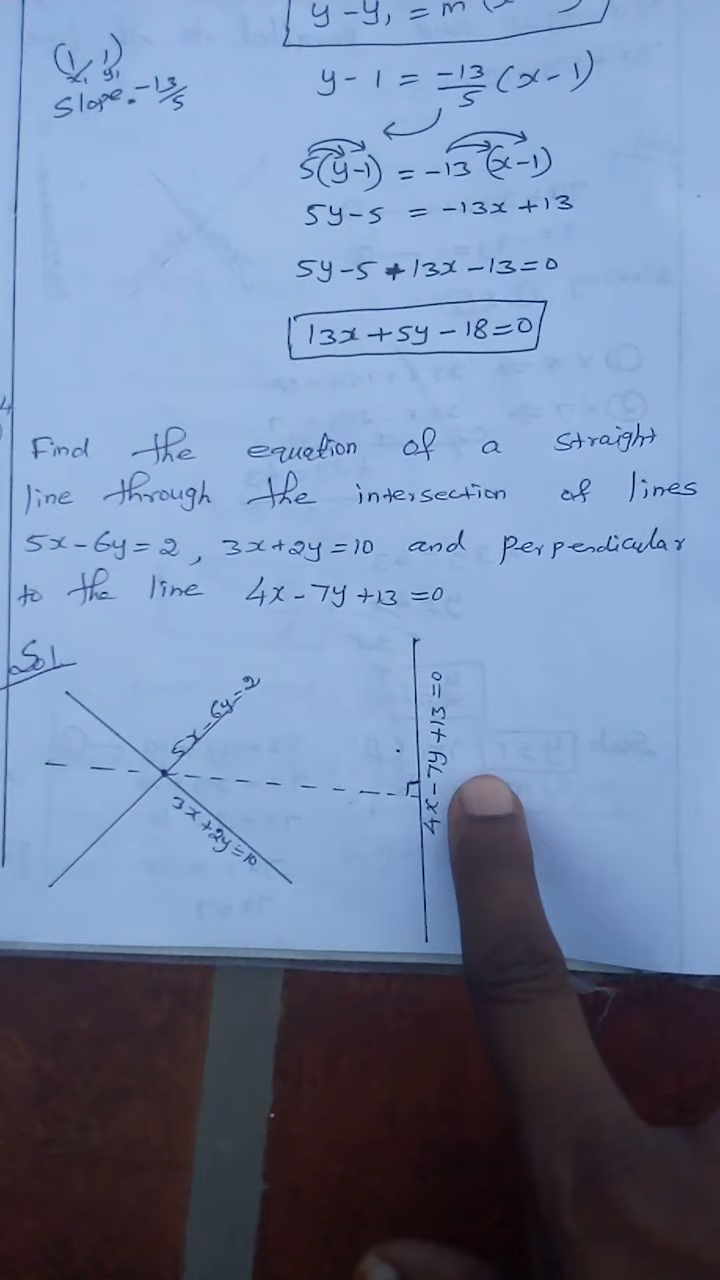 y - y₁ = m
(1, 1)
x₁ y₁
Slope = -13/5
y - 1 = -13/5 (x - 1)
5(y-1) = -13 (x-1)
5y-5 = -13x +13
5y-5 + 13x -13=0
13x + 5y - 18=0
Find the equation of a straight
line through the intersection of lines
5x - 6y = 2, 3x+2y = 10 and perpendicular
to the line 4x - 7y +13 =0
Sol
5x - 6y = 2
3x + 2y = 10
4x - 7y +13 =0